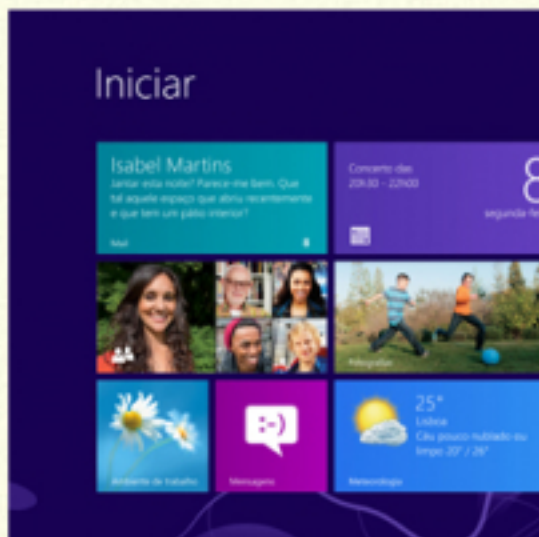 Iniciar
Isabel Martins
Jantar esta noite? Parece-me bem. Que
tal aquele espaço que abriu recentemente
e que tem um pátio interior?
Mail
Concerto das
20h30 - 22h00
8
segunda-fe
Fotografias
Ambiente de trabalho
:-)
Mensagens
25°
Lisboa
Céu pouco nublado ou
limpo 20° / 26°
Meteorologia